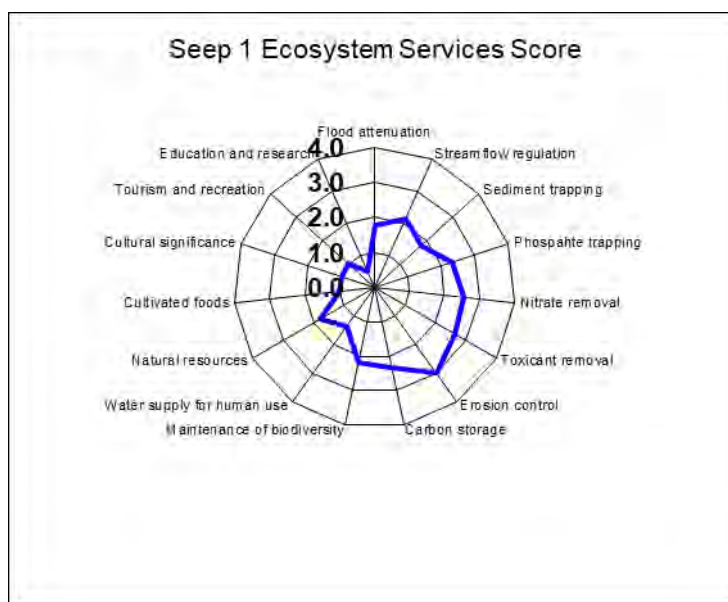 Seep 1 Ecosystem Services Score
Flood attenuation
Streamflow regulation
Sediment trapping
Phospahte trapping
Nitrate removal
Toxicant removal
Erosion control
Carbon storage
Maintenance of biodiversity
Water supply for human use
Natural resources
Cultivated foods
Cultural significance
Tourism and recreation
Education and research
4.0
3.0
2.0
1.0
0.0